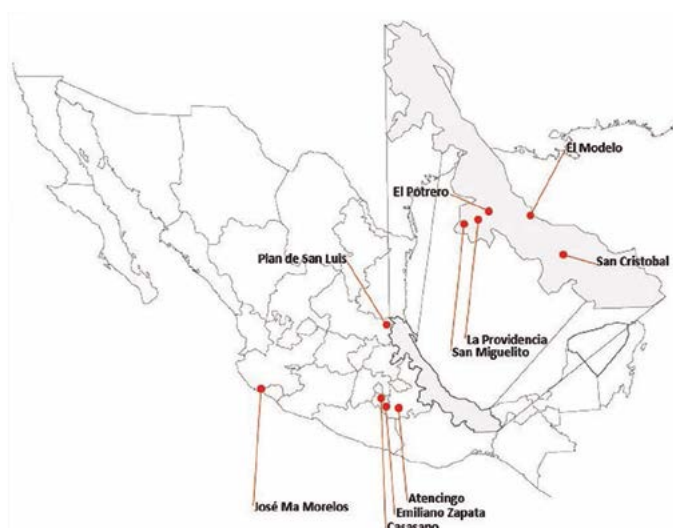 El Modelo
El Potrero
Plan de San Luis
San Cristobal
La Providencia
San Miguelito
José Ma Morelos
Atencingo
Emiliano Zapata
Casasano